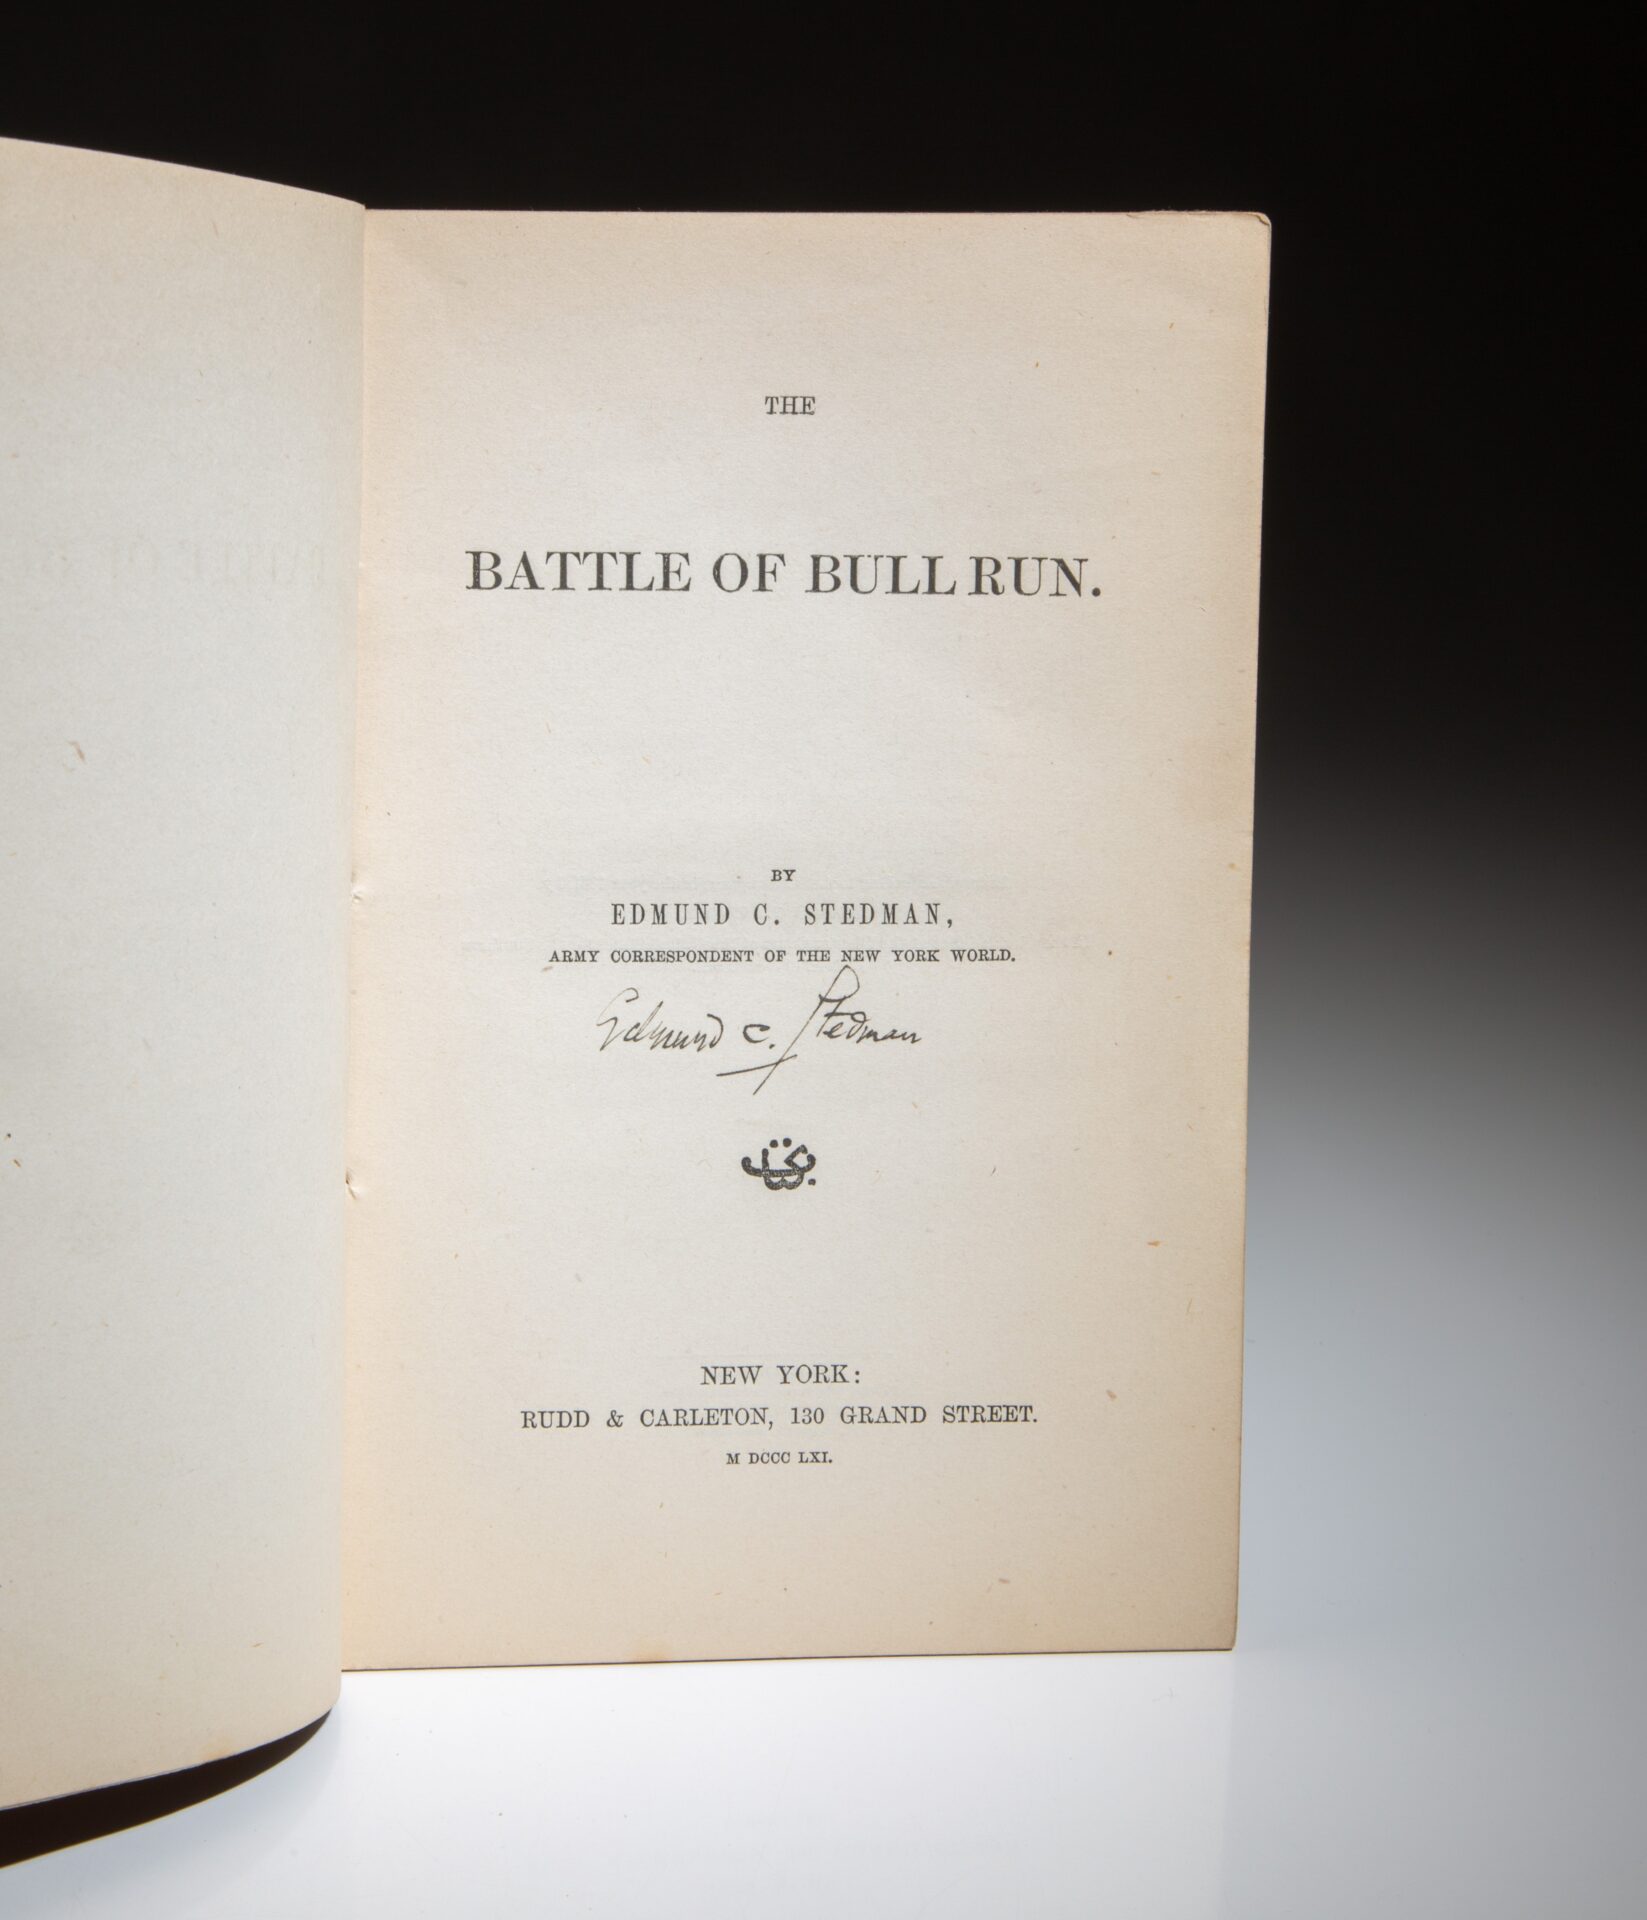 THE
BATTLE OF BULL RUN.
BY
EDMUND C. STEDMAN,
ARMY CORRESPONDENT OF THE NEW YORK WORLD.
Edmund C. Stedman
NEW YORK:
RUDD & CARLETON, 130 GRAND STREET.
M DCCC LXI.